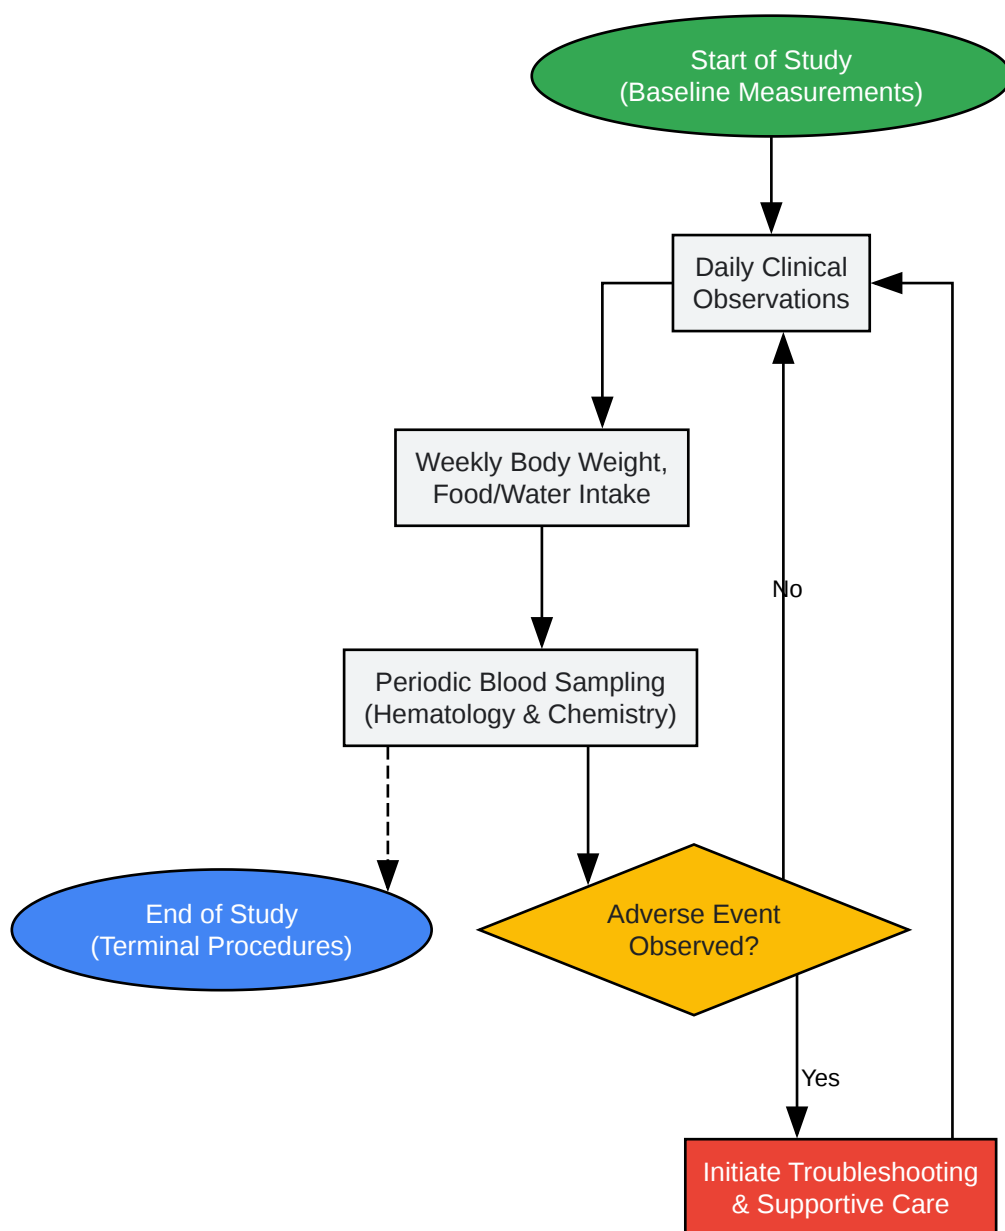 Start of Study
(Baseline Measurements)
Daily Clinical
Observations
Weekly Body Weight,
Food/Water Intake
No
Periodic Blood Sampling
(Hematology & Chemistry)
End of Study
(Terminal Procedures)
Adverse Event
Observed?
Yes
Initiate Troubleshooting
& Supportive Care